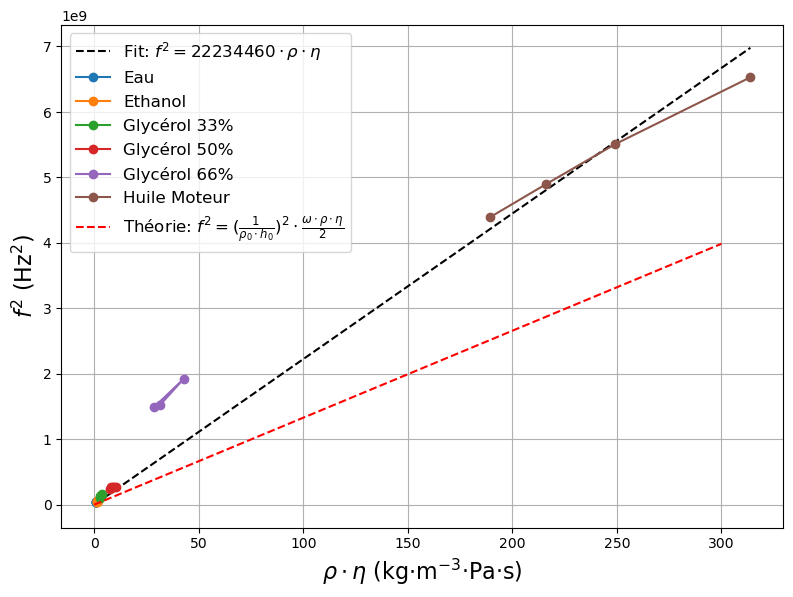 1e9
Fit: f² = 22234460 · ρ · η
Eau
Ethanol
Glycérol 33%
Glycérol 50%
Glycérol 66%
Huile Moteur
Théorie: f² = (1/(ρ₀·h₀))² · (ω·ρ·η)/2
7
6
5
4
3
2
1
0
f² (Hz²)
0 50 100 150 200 250 300
ρ · η (kg·m⁻³·Pa·s)